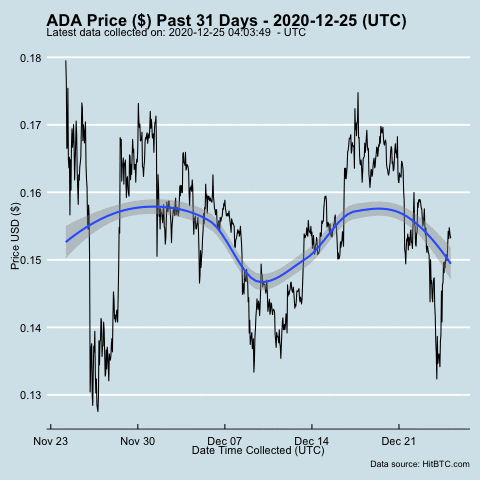 ADA Price ($) Past 31 Days - 2020-12-25 (UTC)
Latest data collected on: 2020-12-25 04:03:49 - UTC
0.18
0.17
0.16
0.15
0.14
0.13
Price USD ($)
Nov 23 Nov 30 Dec 07 Dec 14 Dec 21
Date Time Collected (UTC)
Data source: HitBTC.com